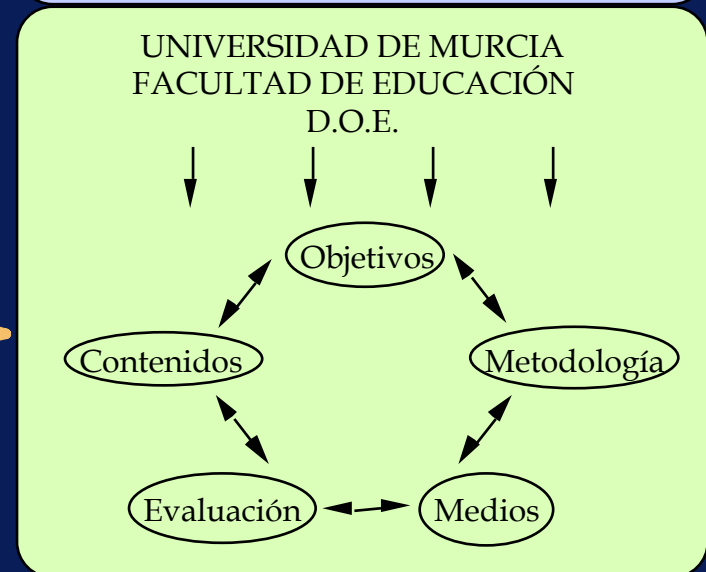 UNIVERSIDAD DE MURCIA
FACULTAD DE EDUCACIÓN
D.O.E.
Objetivos
Contenidos
Metodología
Evaluación
Medios